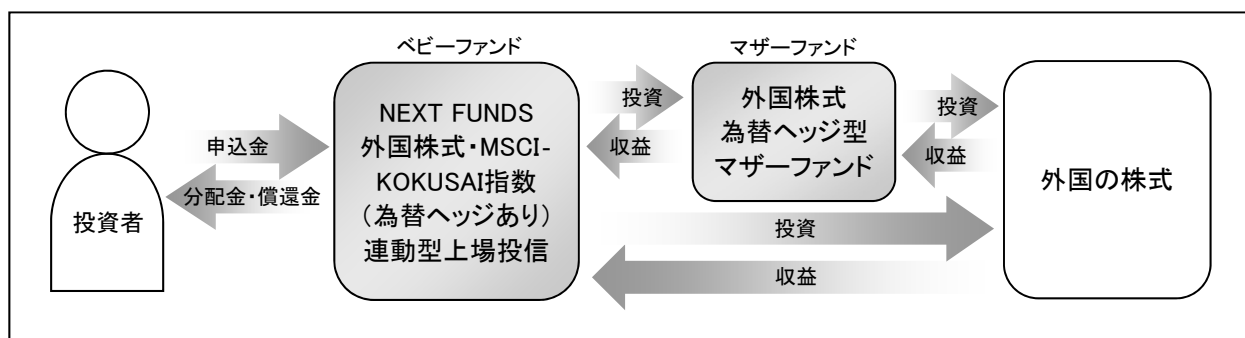 ベビーファンド
マザーファンド
投資者
申込金
分配金・償還金
NEXT FUNDS
外国株式・MSCI-
KOKUSAI指数
(為替ヘッジあり)
連動型上場投信
投資
収益
外国株式
為替ヘッジ型
マザーファンド
投資
収益
投資
収益
外国の株式